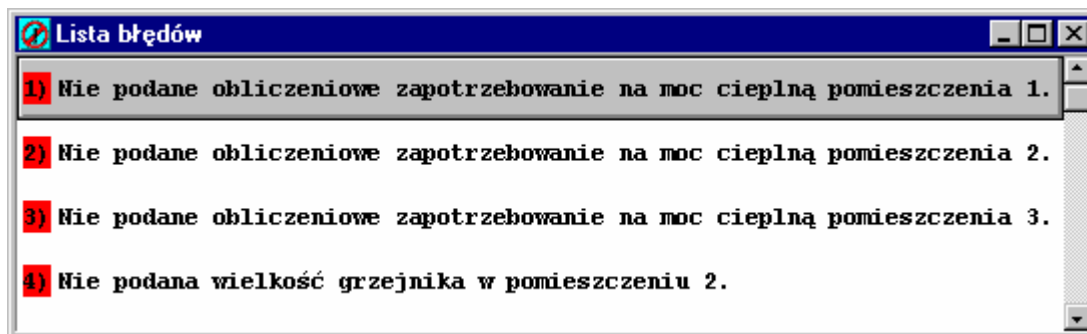 Lista błędów
1) Nie podane obliczeniowe zapotrzebowanie na moc cieplną pomieszczenia 1.
2) Nie podane obliczeniowe zapotrzebowanie na moc cieplną pomieszczenia 2.
3) Nie podane obliczeniowe zapotrzebowanie na moc cieplną pomieszczenia 3.
4) Nie podana wielkość grzejnika w pomieszczeniu 2.